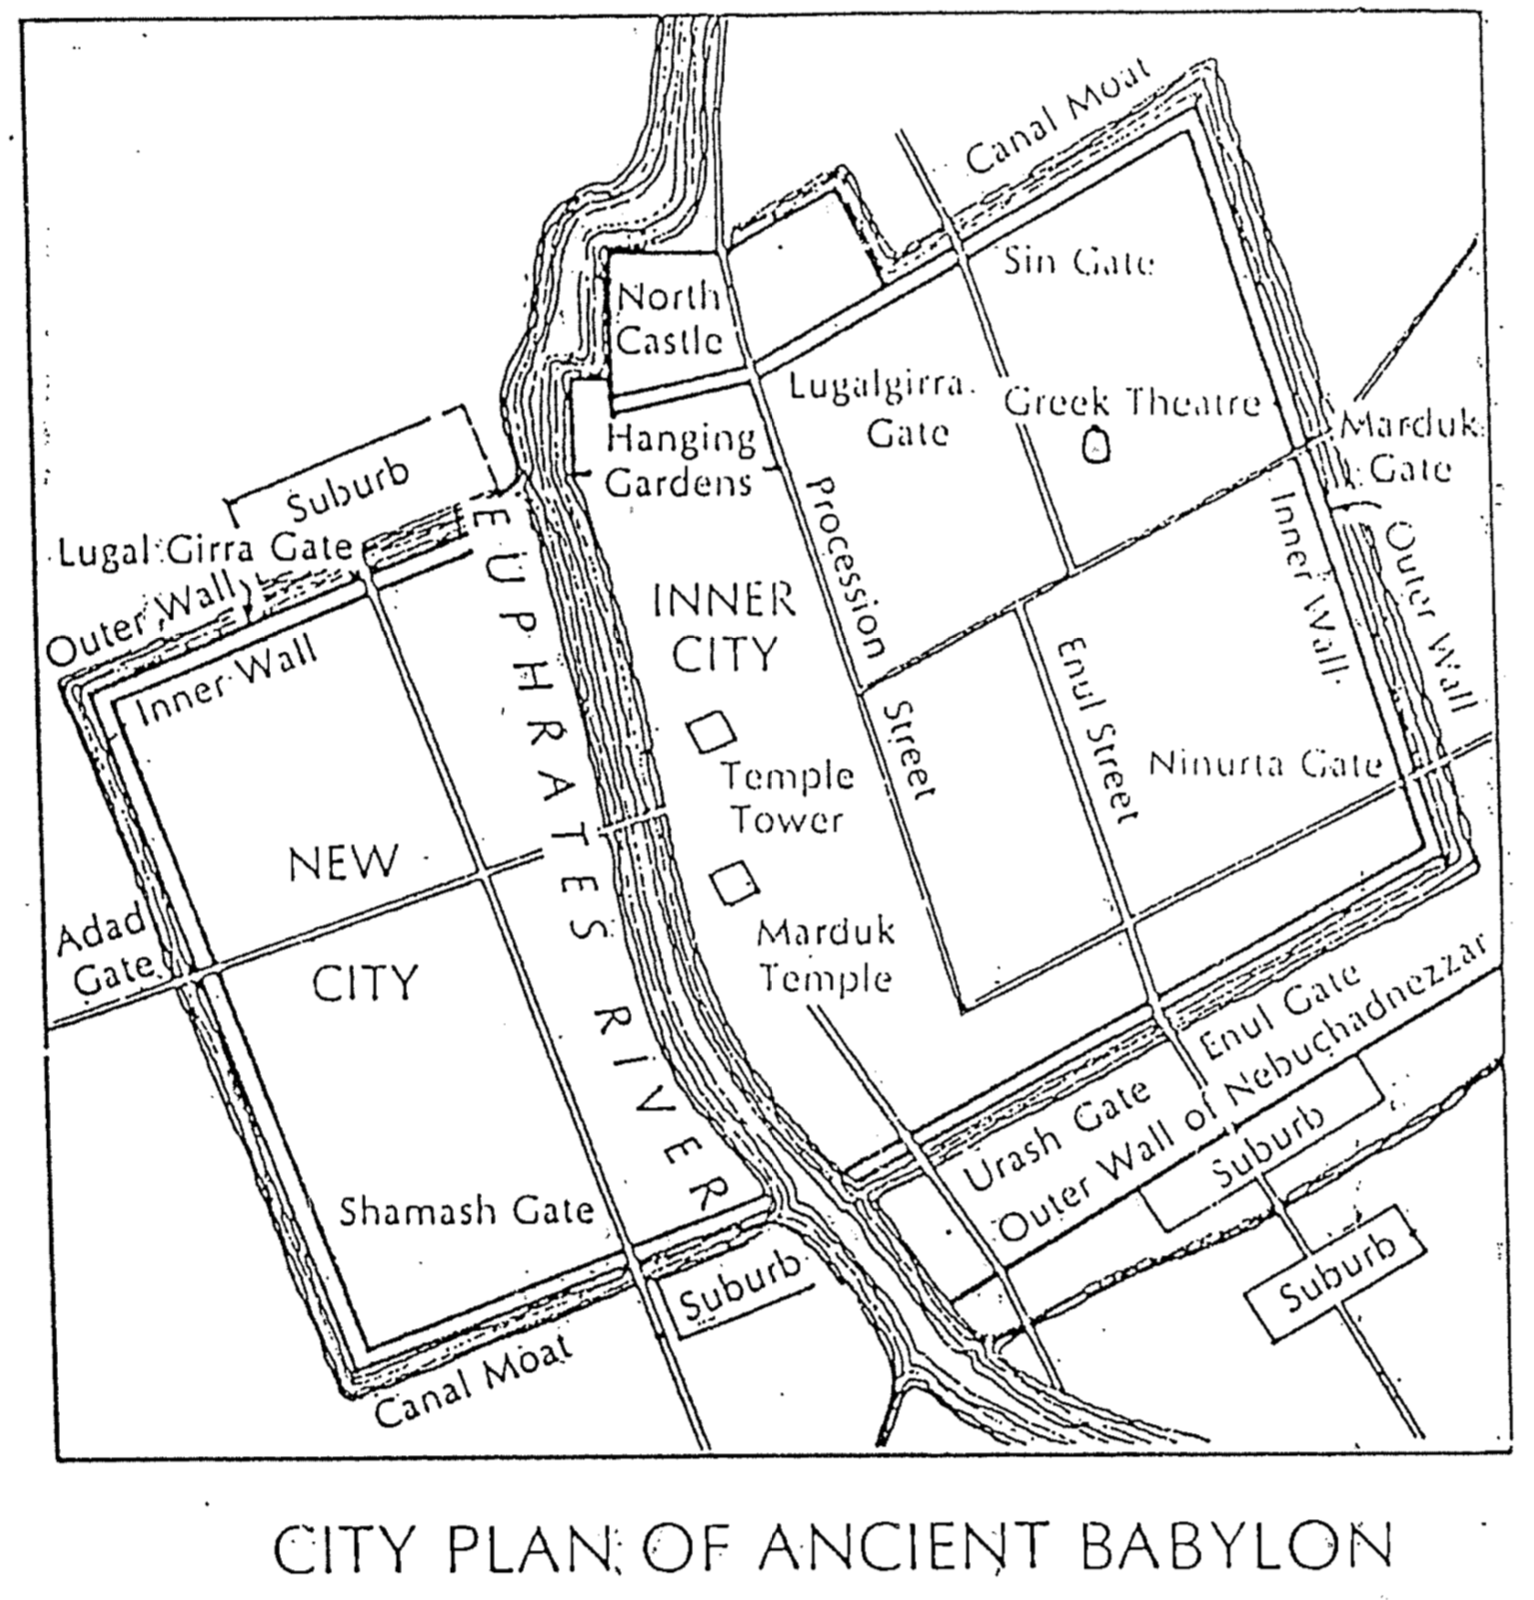 Canal Moat
Sin Gate
North
Castle
Lugalgirra
Gate
Greek Theatre
Marduk
Gate
Hanging
Gardens
Suburb
Lugal Girra Gate
Outer Wall
Inner Wall
EUPHRATES RIVER
Procession Street
INNER
CITY
Inner Wall
Outer Wall
Enul Street
Temple
Tower
Ninurta Gate
NEW
CITY
Adad
Gate
Marduk
Temple
Enul Gate
Urash Gate
Outer Wall of Nebuchadnezzar
Suburb
Shamash Gate
Suburb
Suburb
Canal Moat
CITY PLAN OF ANCIENT BABYLON